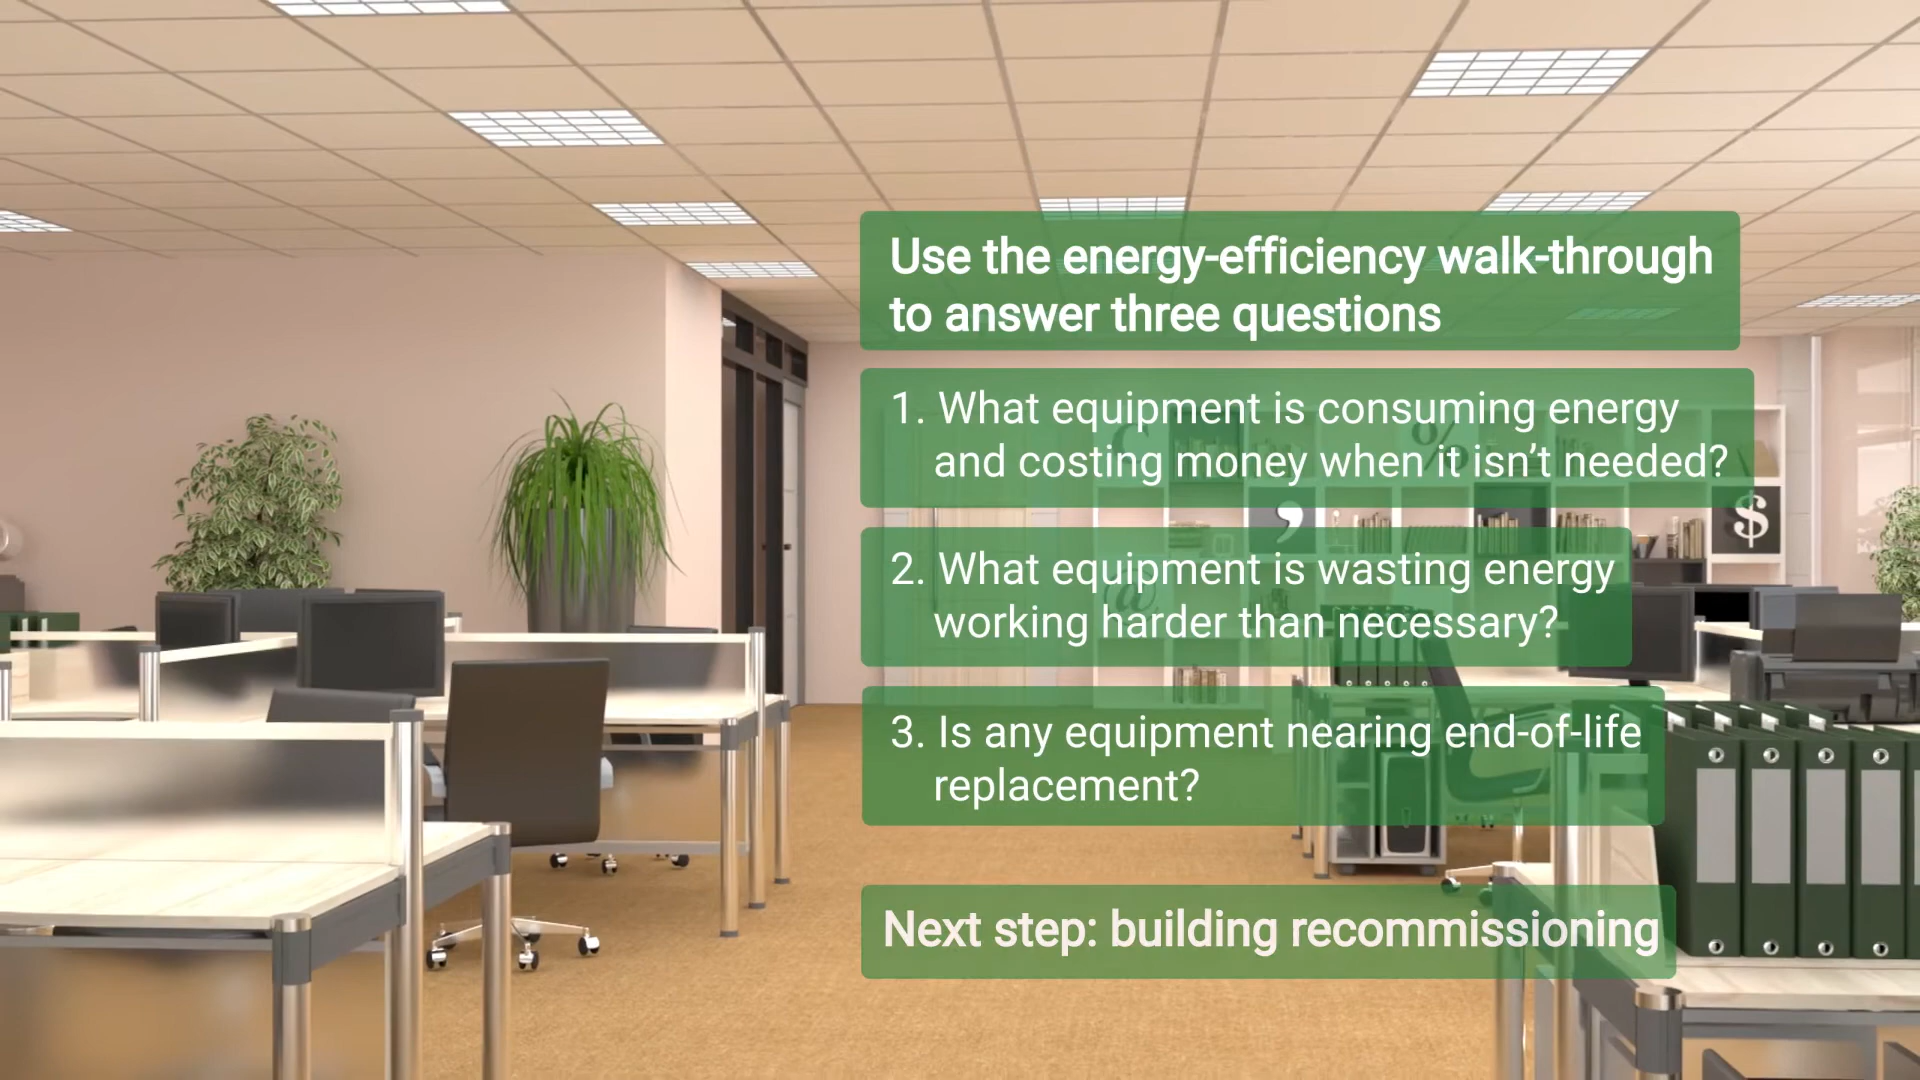 Use the energy-efficiency walk-through
to answer three questions
1. What equipment is consuming energy
and costing money when it isn't needed?
2. What equipment is wasting energy
working harder than necessary?
3. Is any equipment nearing end-of-life
replacement?
Next step: building recommissioning
$
%
,
@